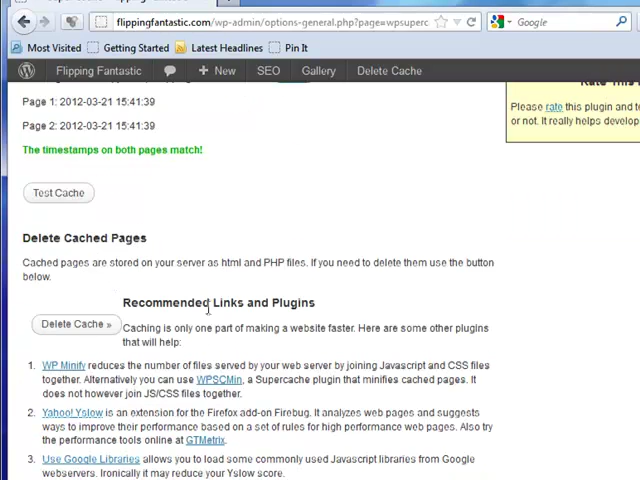 flippingfantastic.com/wp-admin/options-general.php?page=wpsuperc
Google
Most Visited
Getting Started
Latest Headlines
Pin It
Flipping Fantastic
New
SEO
Gallery
Delete Cache
Page 1: 2012-03-21 15:41:39
Please rate this plugin and te
or not. It really helps develop
Page 2: 2012-03-21 15:41:39
The timestamps on both pages match!
Test Cache
Delete Cached Pages
Cached pages are stored on your server as html and PHP files. If you need to delete them use the button
below.
Recommended Links and Plugins
Delete Cache »
Caching is only one part of making a website faster. Here are some other plugins
that will help:
1. WP Minify reduces the number of files served by your web server by joining Javascript and CSS files
together. Alternatively you can use WPSCMin, a Supercache plugin that minifies cached pages. It
does not however join JS/CSS files together.
2. Yahoo! Yslow is an extension for the Firefox add-on Firebug. It analyzes web pages and suggests
ways to improve their performance based on a set of rules for high performance web pages. Also try
the performance tools online at GTMetrix.
3. Use Google Libraries allows you to load some commonly used Javascript libraries from Google
webservers. Ironically it may reduce your Yslow score.